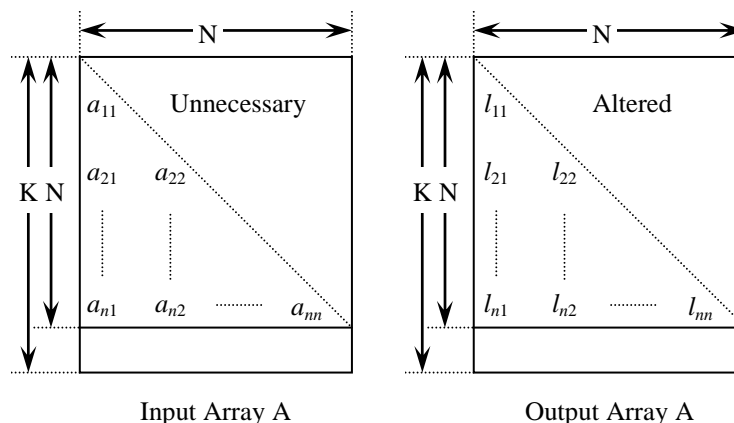 N N
Unnecessary Altered
a11 l11
K N a21 a22 K N l21 l22
an1 an2 ann ln1 ln2 lnn
Input Array A Output Array A